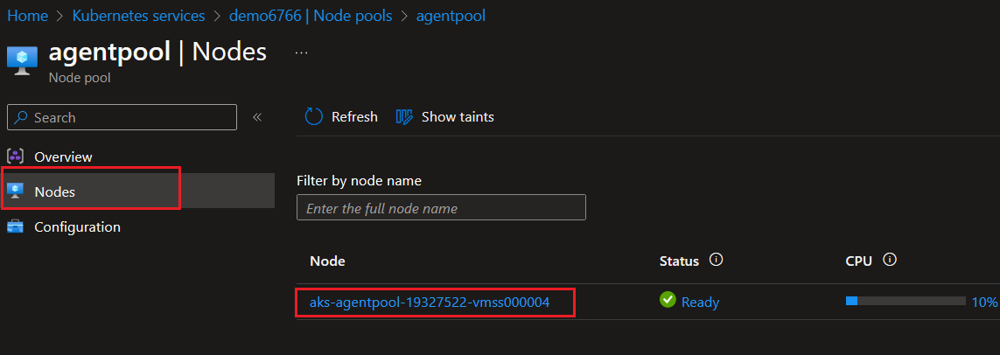 Home > Kubernetes services > demo6766 | Node pools > agentpool
agentpool | Nodes ...
Node pool
Search «
Refresh Show taints
Overview
Nodes
Configuration
Filter by node name
Enter the full node name
Node Status CPU
aks-agentpool-19327522-vmss000004 Ready 10%